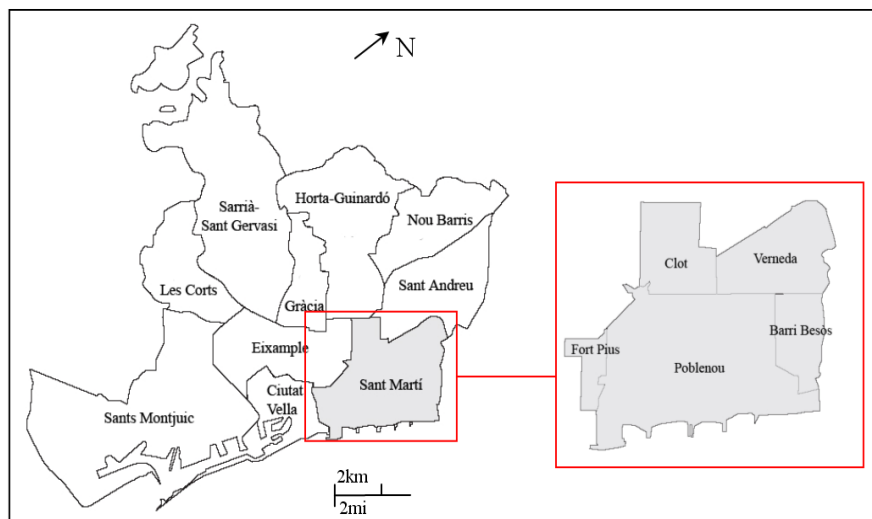 N
Horta-Guinardó
Sarrià-
Sant Gervasi
Nou Barris
Les Corts
Gràcia
Sant Andreu
Eixample
Sant Martí
Ciutat
Vella
Sants Montjuic
2km
2mi
Clot
Verneda
Barri Besòs
Fort Pius
Poblenou